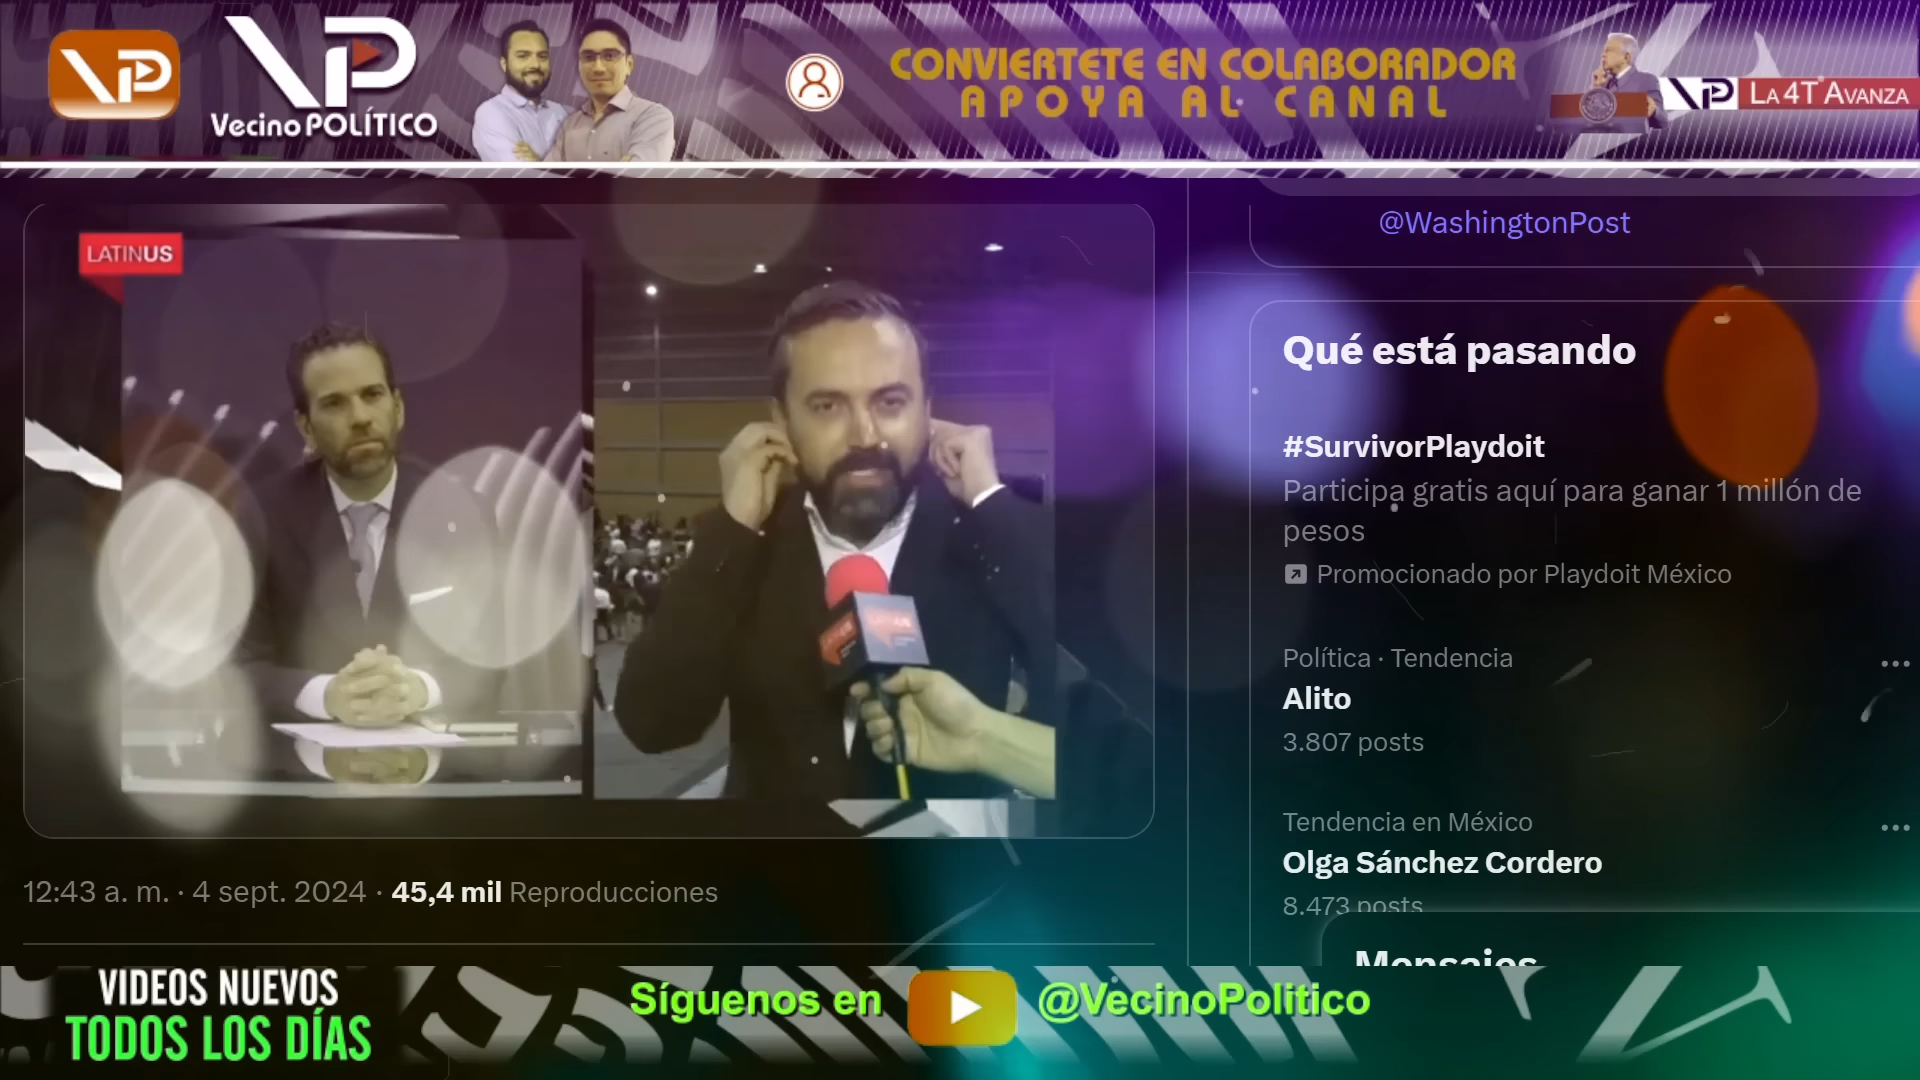 VP
VP
Vecino POLÍTICO
CONVIERTETE EN COLABORADOR
APOYA AL CANAL
VP LA 4T AVANZA
LATINUS
@WashingtonPost
Qué está pasando
#SurvivorPlaydoit
Participa gratis aquí para ganar 1 millón de
pesos
Promocionado por Playdoit México
Política · Tendencia
Alito
3.807 posts
Tendencia en México
Olga Sánchez Cordero
8.473 posts
Mensajes
12:43 a. m. · 4 sept. 2024 · 45,4 mil Reproducciones
VIDEOS NUEVOS
TODOS LOS DÍAS
Síguenos en @VecinoPolitico